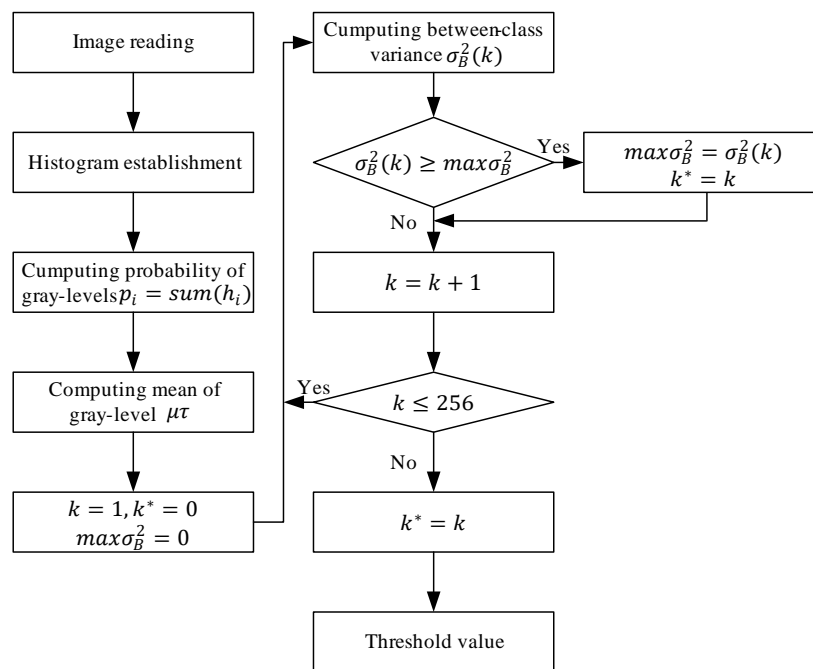 Image reading
Histogram establishment
Cumputing probability of
gray-levels p_i = sum(h_i)
Computing mean of
gray-level μτ
k = 1, k* = 0
maxσ_B^2 = 0
Cumputing between-class
variance σ_B^2(k)
σ_B^2(k) ≥ maxσ_B^2
Yes
maxσ_B^2 = σ_B^2(k)
k* = k
No
k = k + 1
Yes
k ≤ 256
No
k* = k
Threshold value